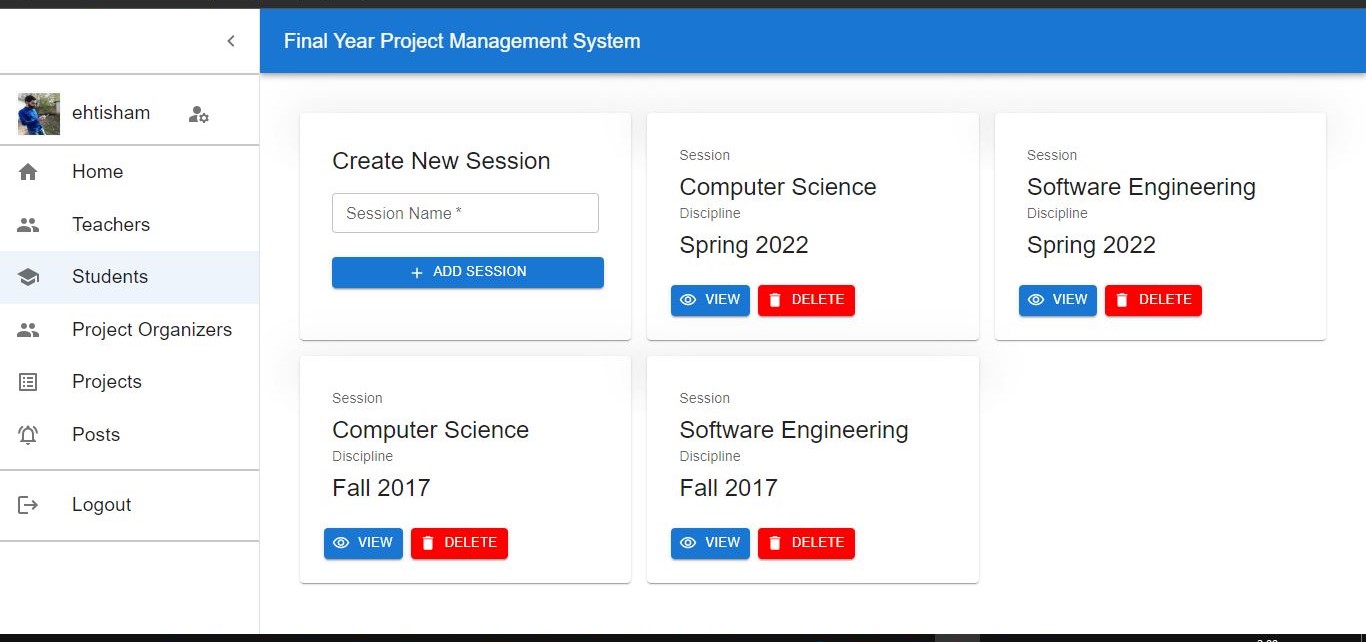 Final Year Project Management System
ehtisham
Home
Teachers
Students
Project Organizers
Projects
Posts
Logout
Create New Session
Session Name *
+ ADD SESSION
Session
Computer Science
Discipline
Spring 2022
VIEW
DELETE
Session
Software Engineering
Discipline
Spring 2022
VIEW
DELETE
Session
Computer Science
Discipline
Fall 2017
VIEW
DELETE
Session
Software Engineering
Discipline
Fall 2017
VIEW
DELETE